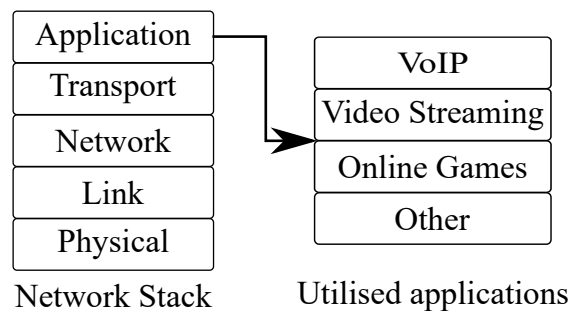 Application
Transport
Network
Link
Physical
Network Stack
VoIP
Video Streaming
Online Games
Other
Utilised applications